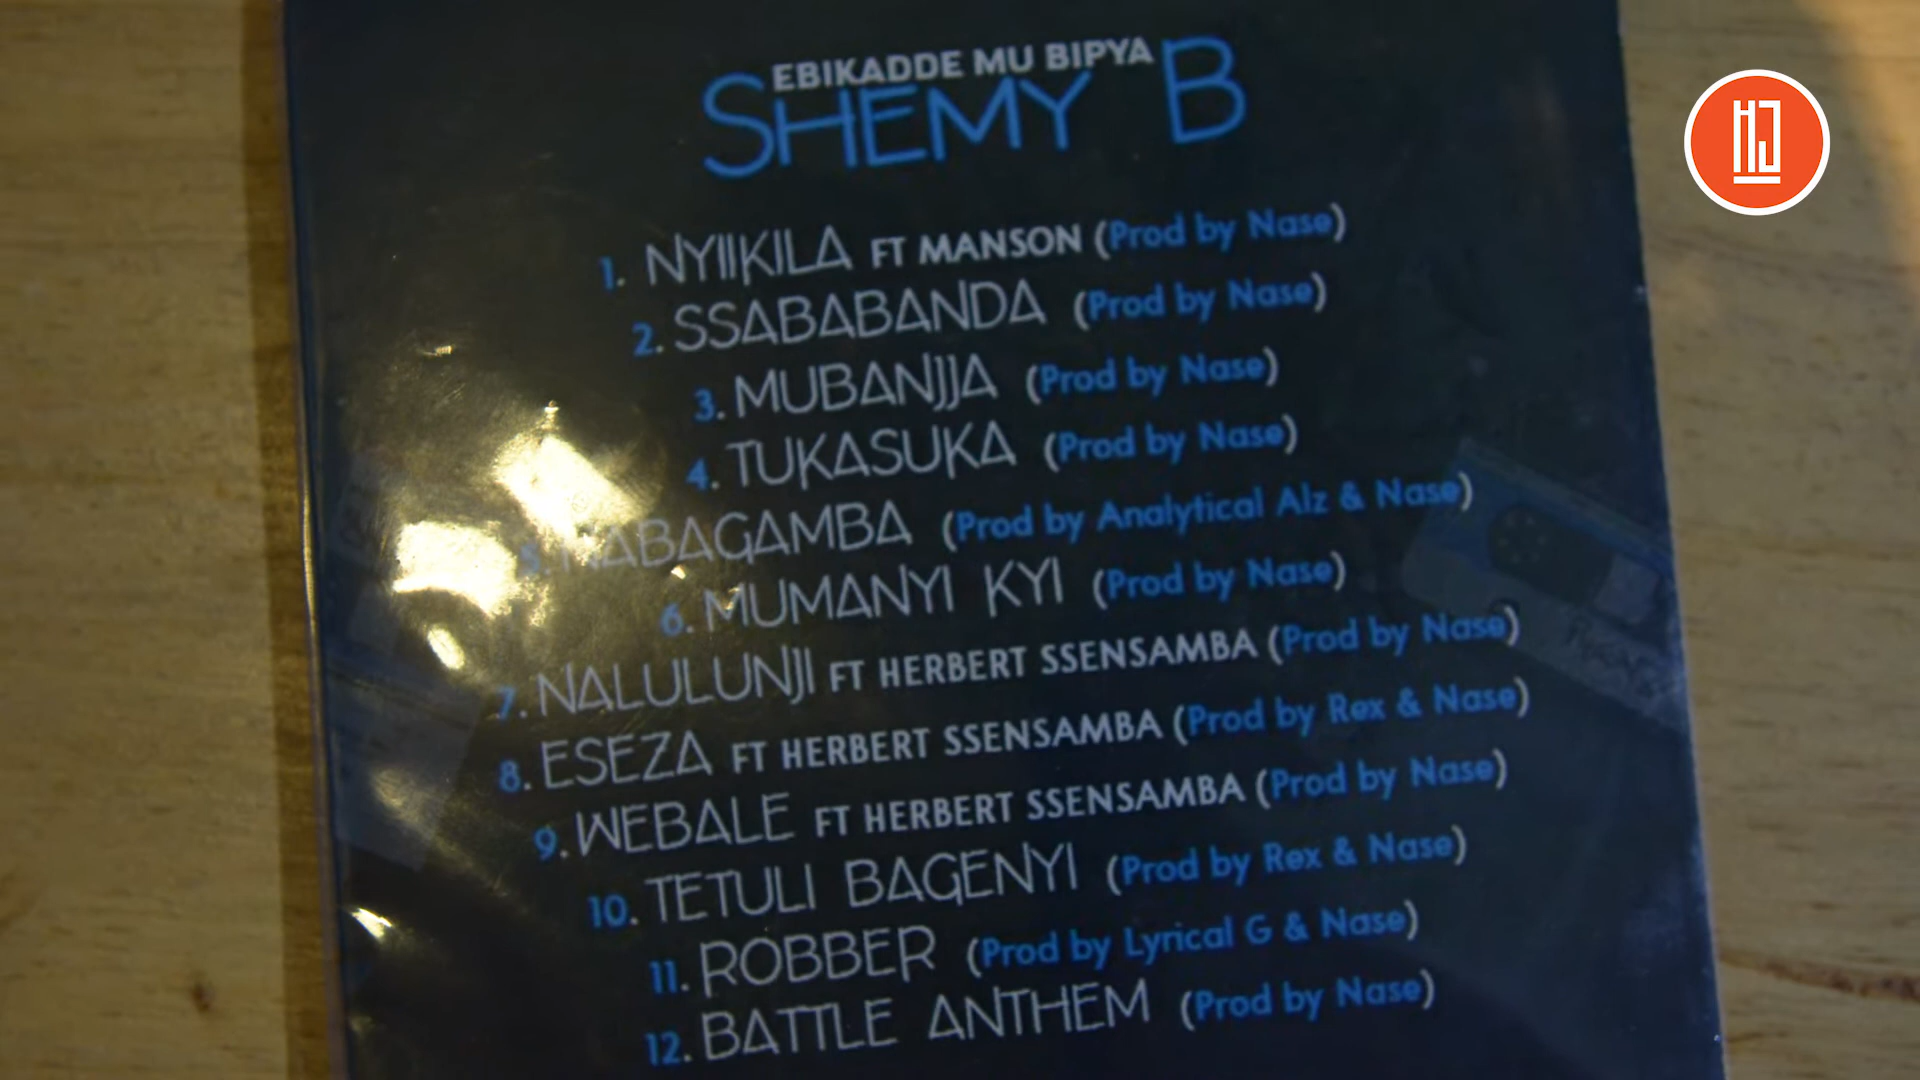 EBIKADDE MU BIPYA
SHEMY B
1. NYIIKILA FT MANSON (Prod by Nase)
2. SSABABANDA (Prod by Nase)
3. MUBANJJA (Prod by Nase)
4. TUKASUKA (Prod by Nase)
5. (Prod by Analytical Alz & Nase)
6. MUMANYI KYI (Prod by Nase)
7. NALULUNJI FT HERBERT SSENSAMBA (Prod by Nase)
8. ESEZA FT HERBERT SSENSAMBA (Prod by Rex & Nase)
9. WEBALE FT HERBERT SSENSAMBA (Prod by Nase)
10. TETULI BAGENYI (Prod by Rex & Nase)
11. ROBBER (Prod by Lyrical G & Nase)
12. BATTLE ANTHEM (Prod by Nase)